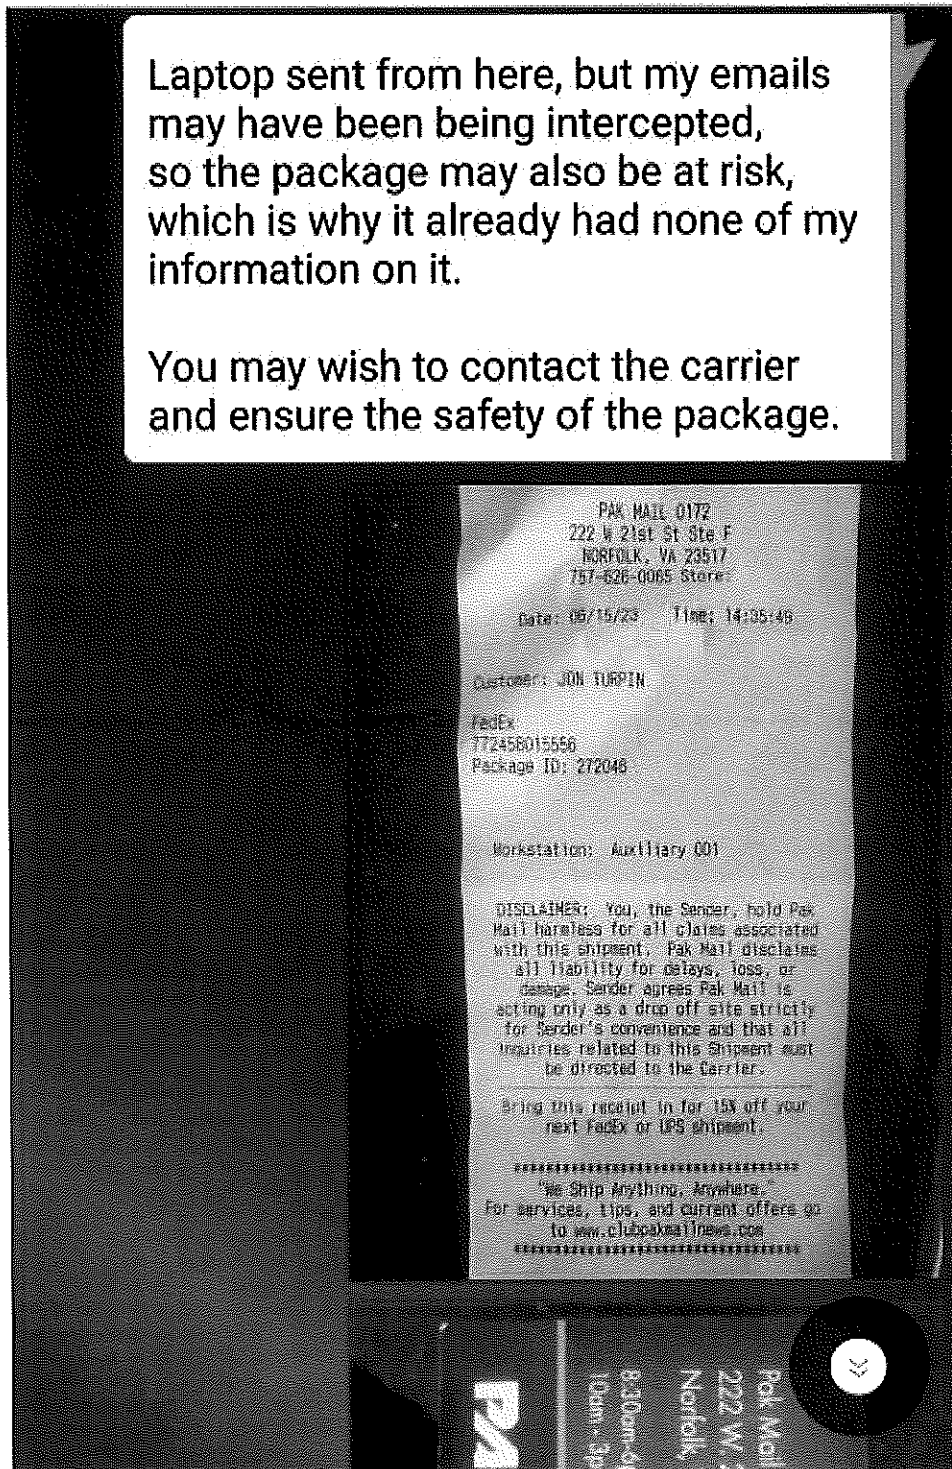 Laptop sent from here, but my emails
may have been being intercepted,
so the package may also be at risk,
which is why it already had none of my
information on it.
You may wish to contact the carrier
and ensure the safety of the package.
PAK MAIL 0172
222 W 21st St Ste F
NORFOLK, VA 23517
757-626-0065 Store:
Date: 06/15/23 Time: 14:35:48
Customer: JON TURPIN
FedEx
772458015556
Package ID: 272046
Workstation: Auxiliary 001
DISCLAIMER: You, the Sender, hold Pak
Mail harmless for all claims associated
with this shipment. Pak Mail disclaims
all liability for delays, loss, or
damage. Sender agrees Pak Mail is
acting only as a drop off site strictly
for Sender's convenience and that all
inquiries related to this Shipment must
be directed to the Carrier.
Bring this receipt in for 15% off your
next FedEx or UPS shipment.
***********************************
"We Ship Anything, Anywhere."
For services, tips, and current offers go
to www.clubpakmailnews.com
***********************************
Pak Mail
222 W
Norfolk,
8:30am-6
10am - 3p
PA